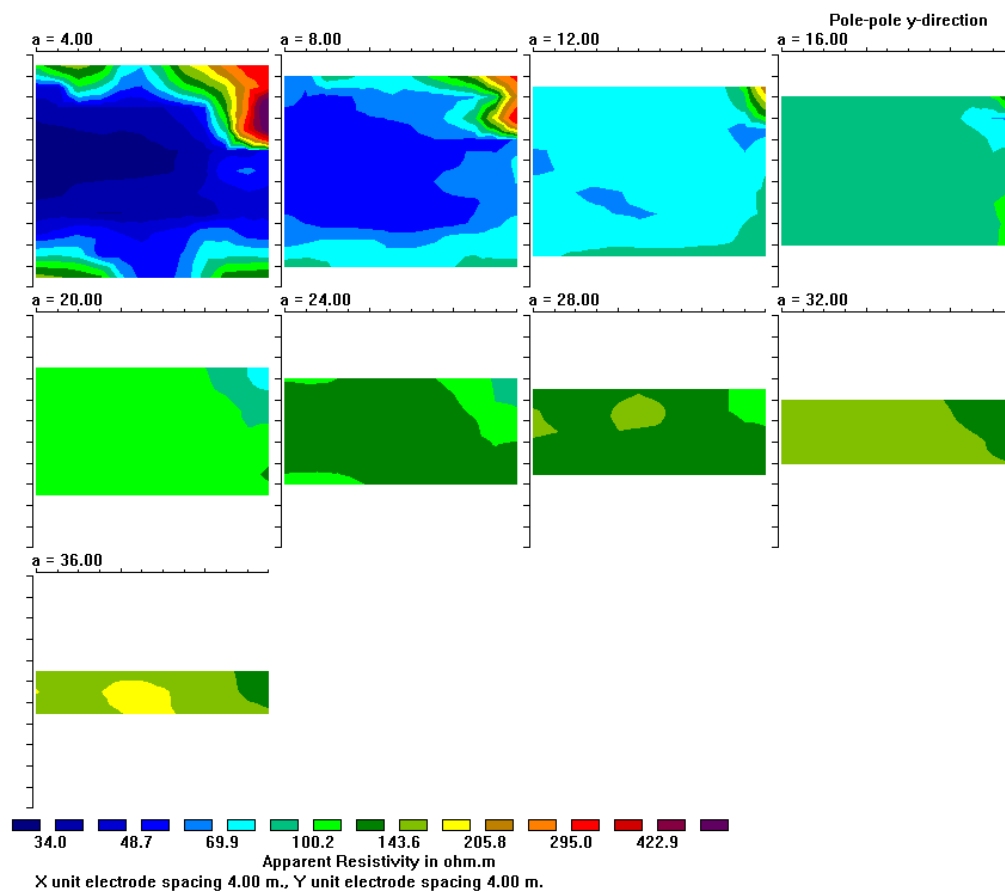 Pole-pole y-direction
a = 4.00
a = 8.00
a = 12.00
a = 16.00
a = 20.00
a = 24.00
a = 28.00
a = 32.00
a = 36.00
34.0 48.7 69.9 100.2 143.6 205.8 295.0 422.9
Apparent Resistivity in ohm.m
X unit electrode spacing 4.00 m., Y unit electrode spacing 4.00 m.